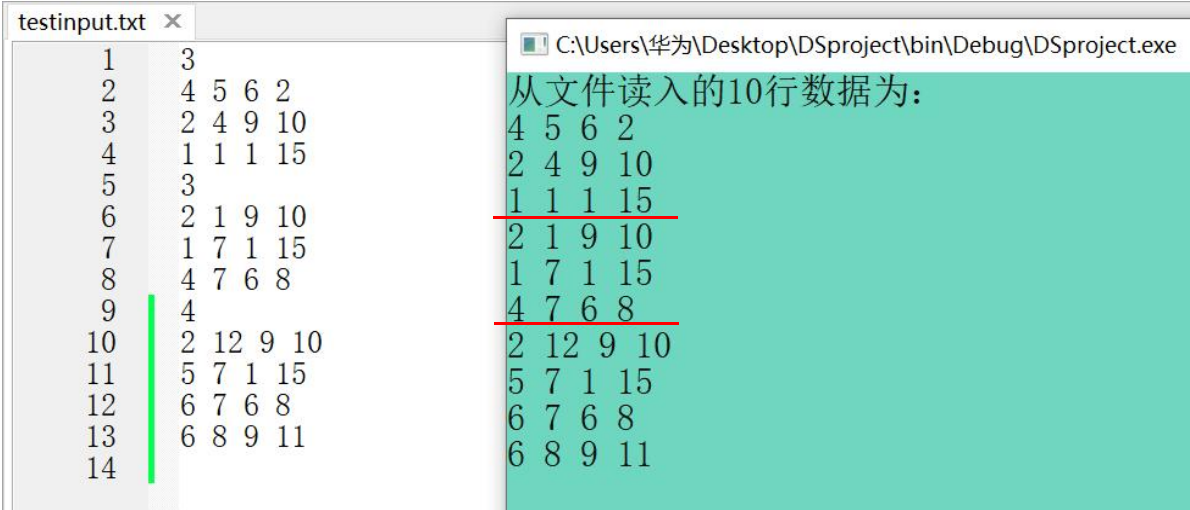 testinput.txt ×
1 3
2 4 5 6 2
3 2 4 9 10
4 1 1 1 15
5 3
6 2 1 9 10
7 1 7 1 15
8 4 7 6 8
9 4
10 2 12 9 10
11 5 7 1 15
12 6 7 6 8
13 6 8 9 11
14
C:\Users\华为\Desktop\DSproject\bin\Debug\DSproject.exe
从文件读入的10行数据为:
4 5 6 2
2 4 9 10
1 1 1 15
2 1 9 10
1 7 1 15
4 7 6 8
2 12 9 10
5 7 1 15
6 7 6 8
6 8 9 11